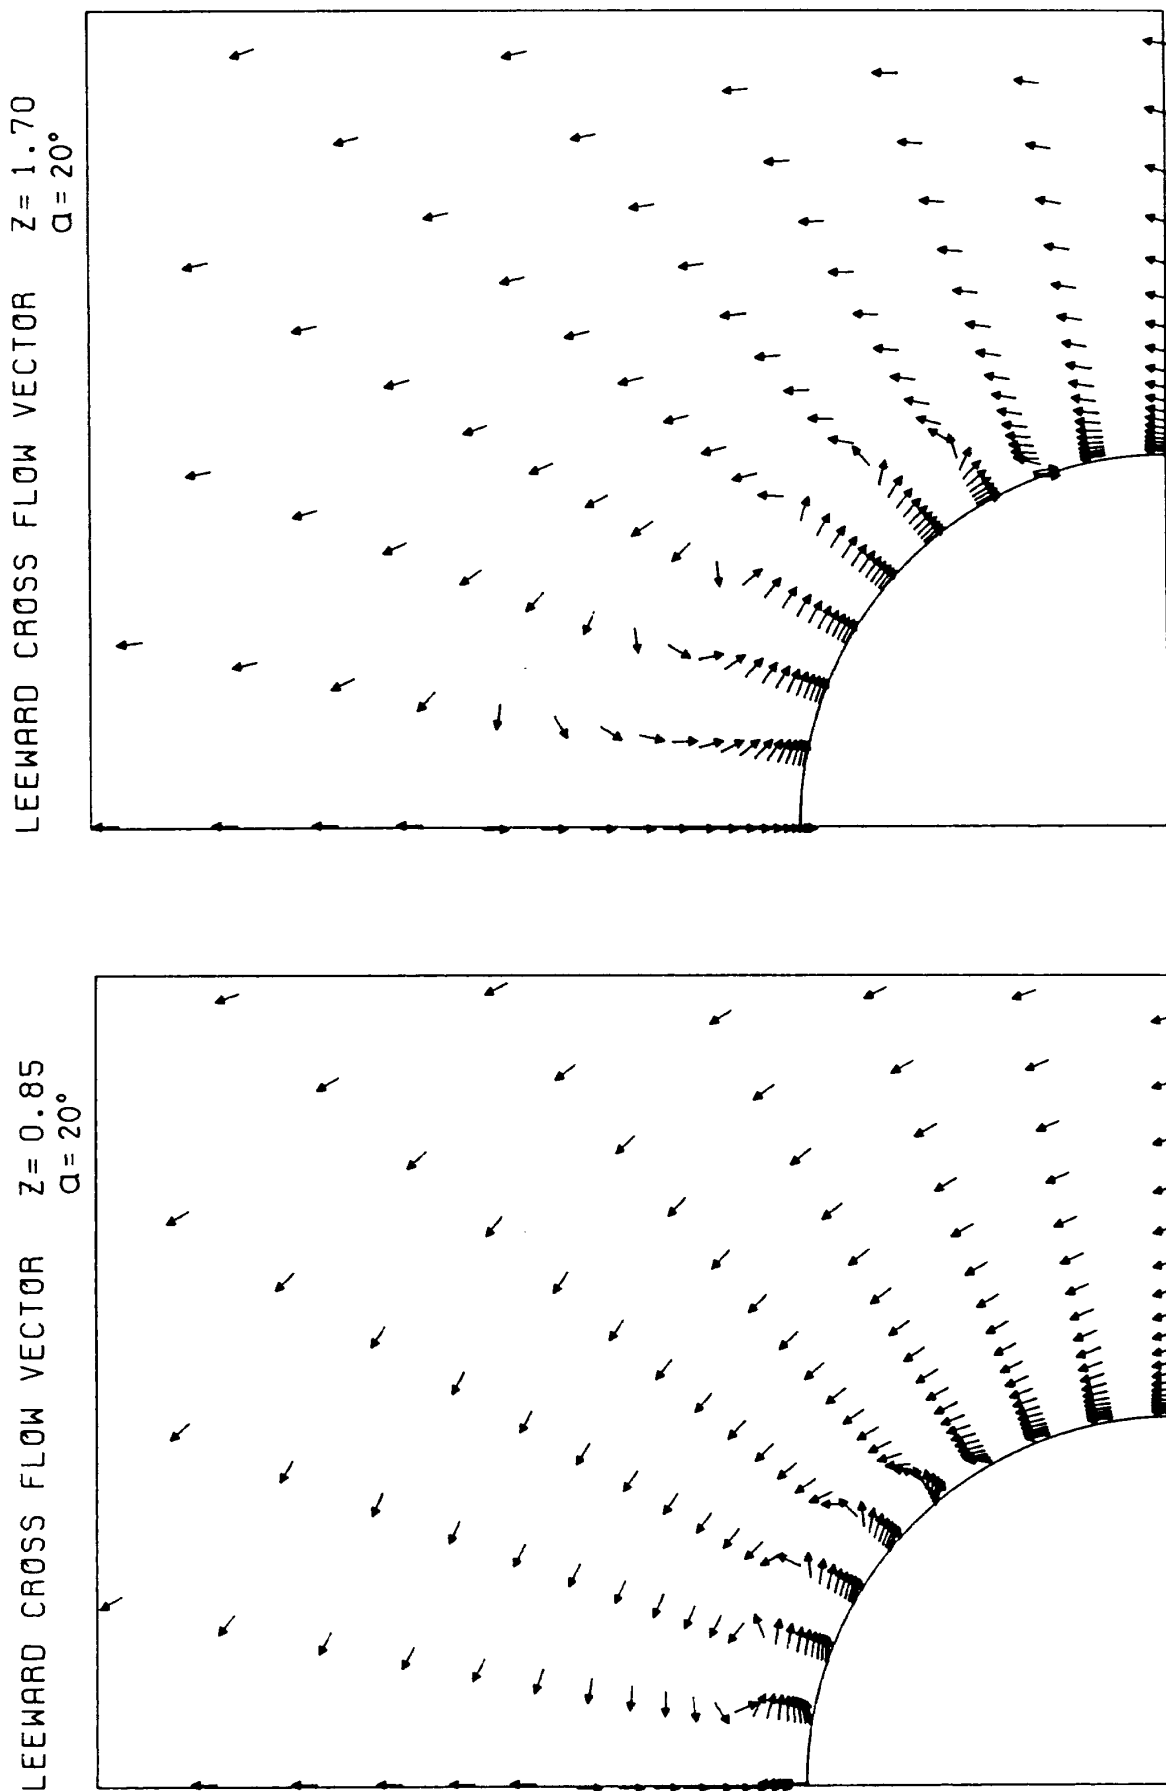 LEEWARD CROSS FLOW VECTOR Z= 0.85
α= 20°
LEEWARD CROSS FLOW VECTOR Z= 1.70
α= 20°